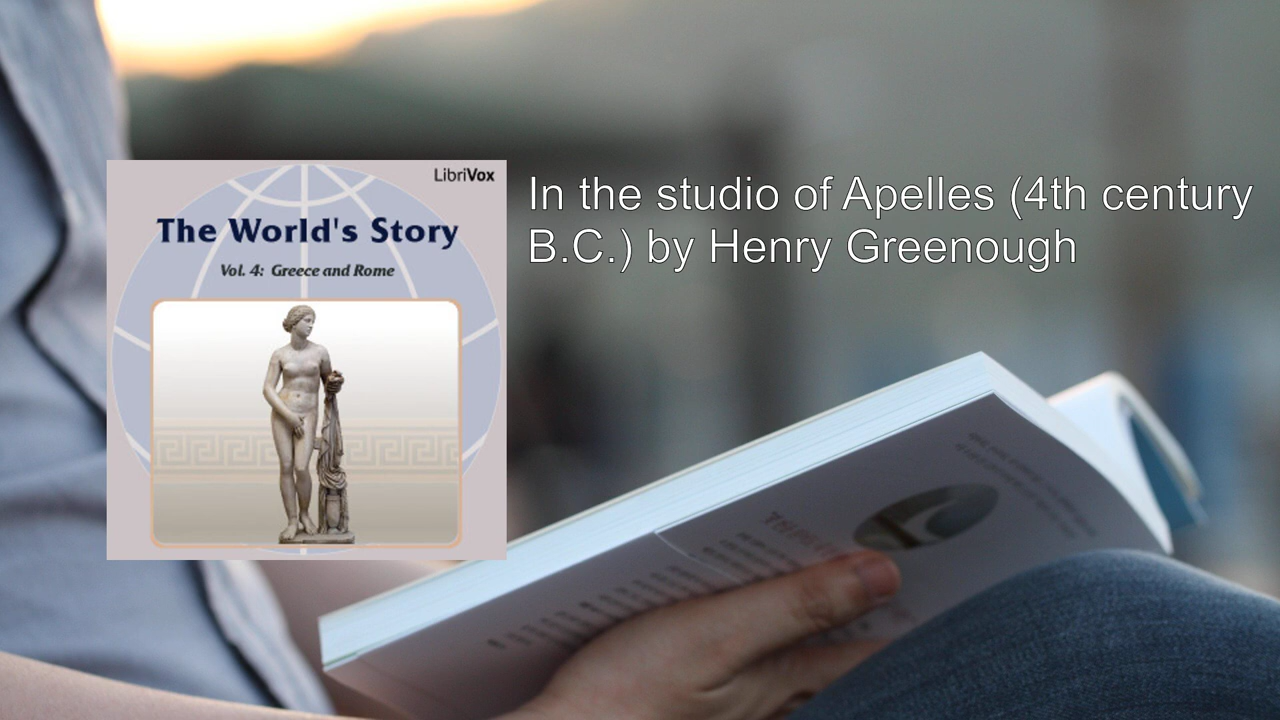 LibriVox
The World's Story
Vol. 4: Greece and Rome
In the studio of Apelles (4th century
B.C.) by Henry Greenough